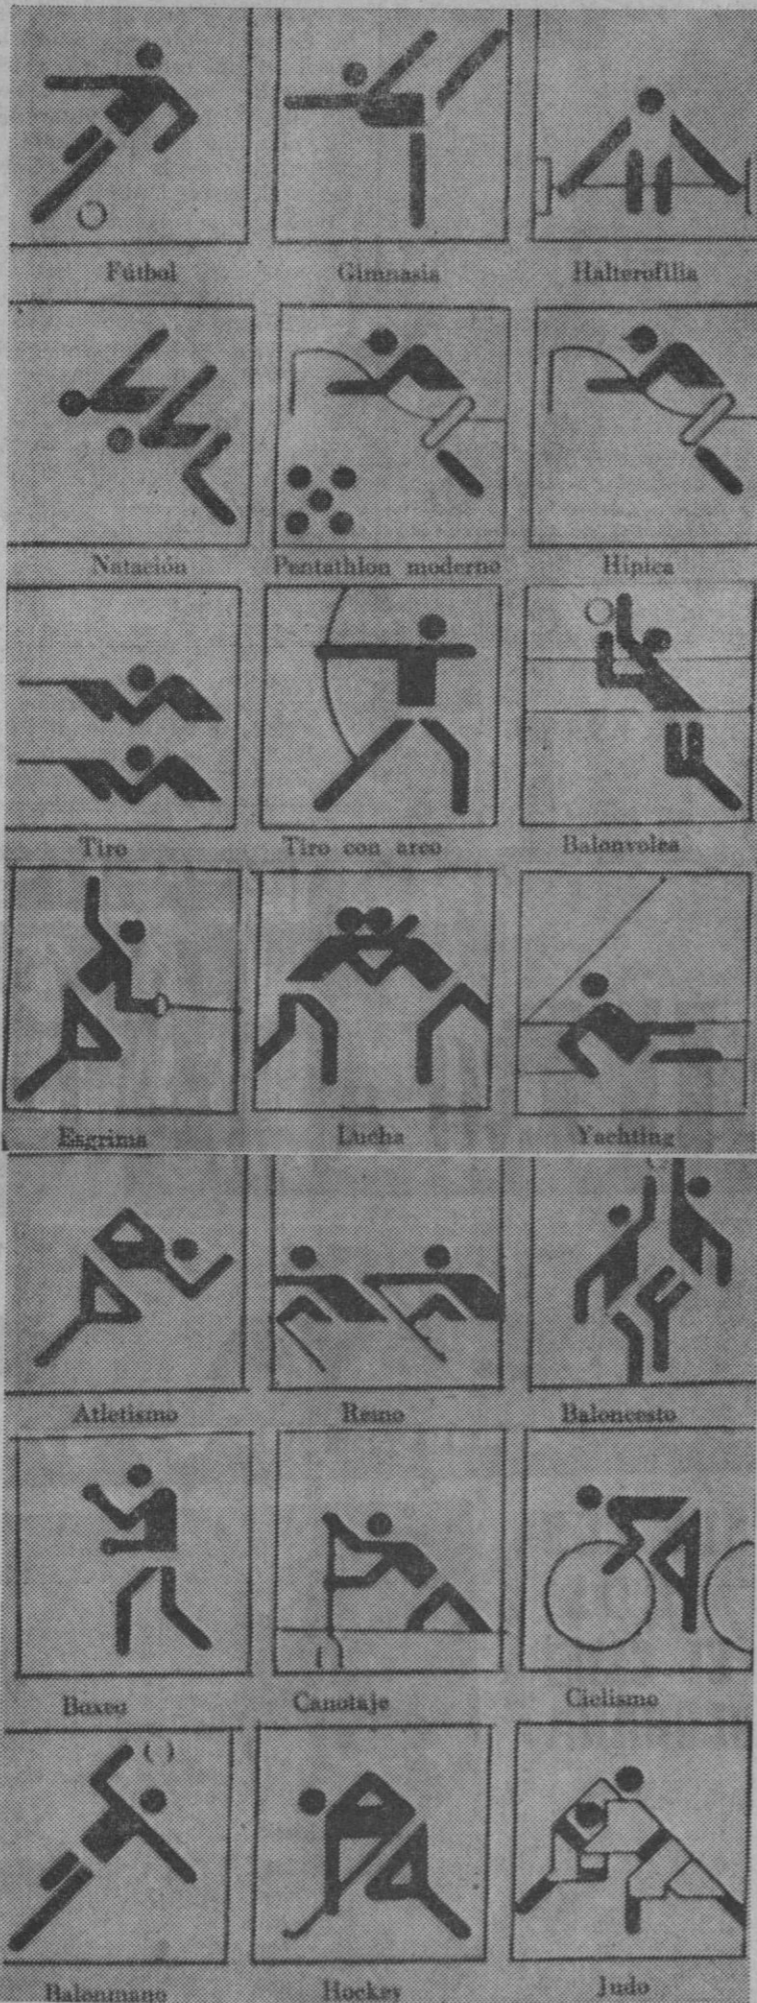 Fútbol Gimnasia Halterofilia
Natación Pentathlon moderno Hípica
Tiro Tiro con arco Balonvolea
Esgrima Lucha Yachting
Atletismo Remo Baloncesto
Boxeo Canotaje Ciclismo
Balonmano Hockey Judo